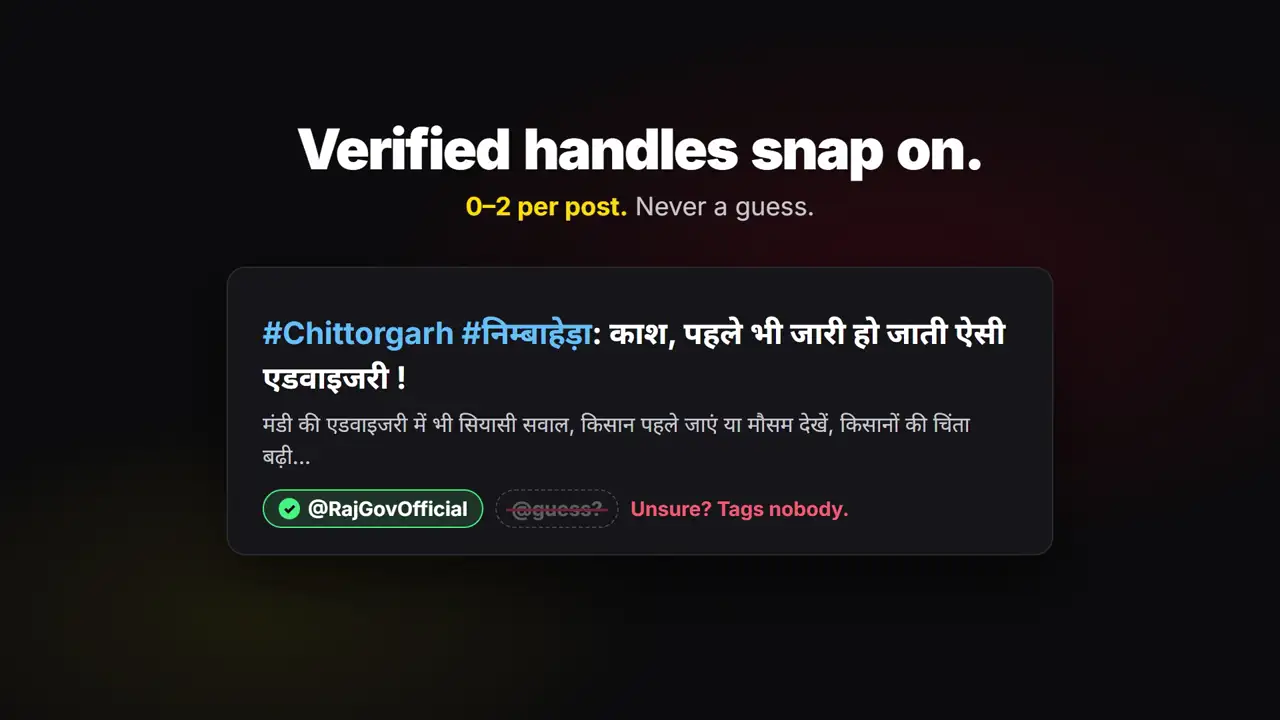 Verified handles snap on.
0–2 per post. Never a guess.
#Chittorgarh #निम्बाहेड़ा: काश, पहले भी जारी हो जाती ऐसी
एडवाइजरी !
मंडी की एडवाइजरी में भी सियासी सवाल, किसान पहले जाएं या मौसम देखें, किसानों की चिंता
बढ़ी...
@RajGovOfficial @guess? Unsure? Tags nobody.